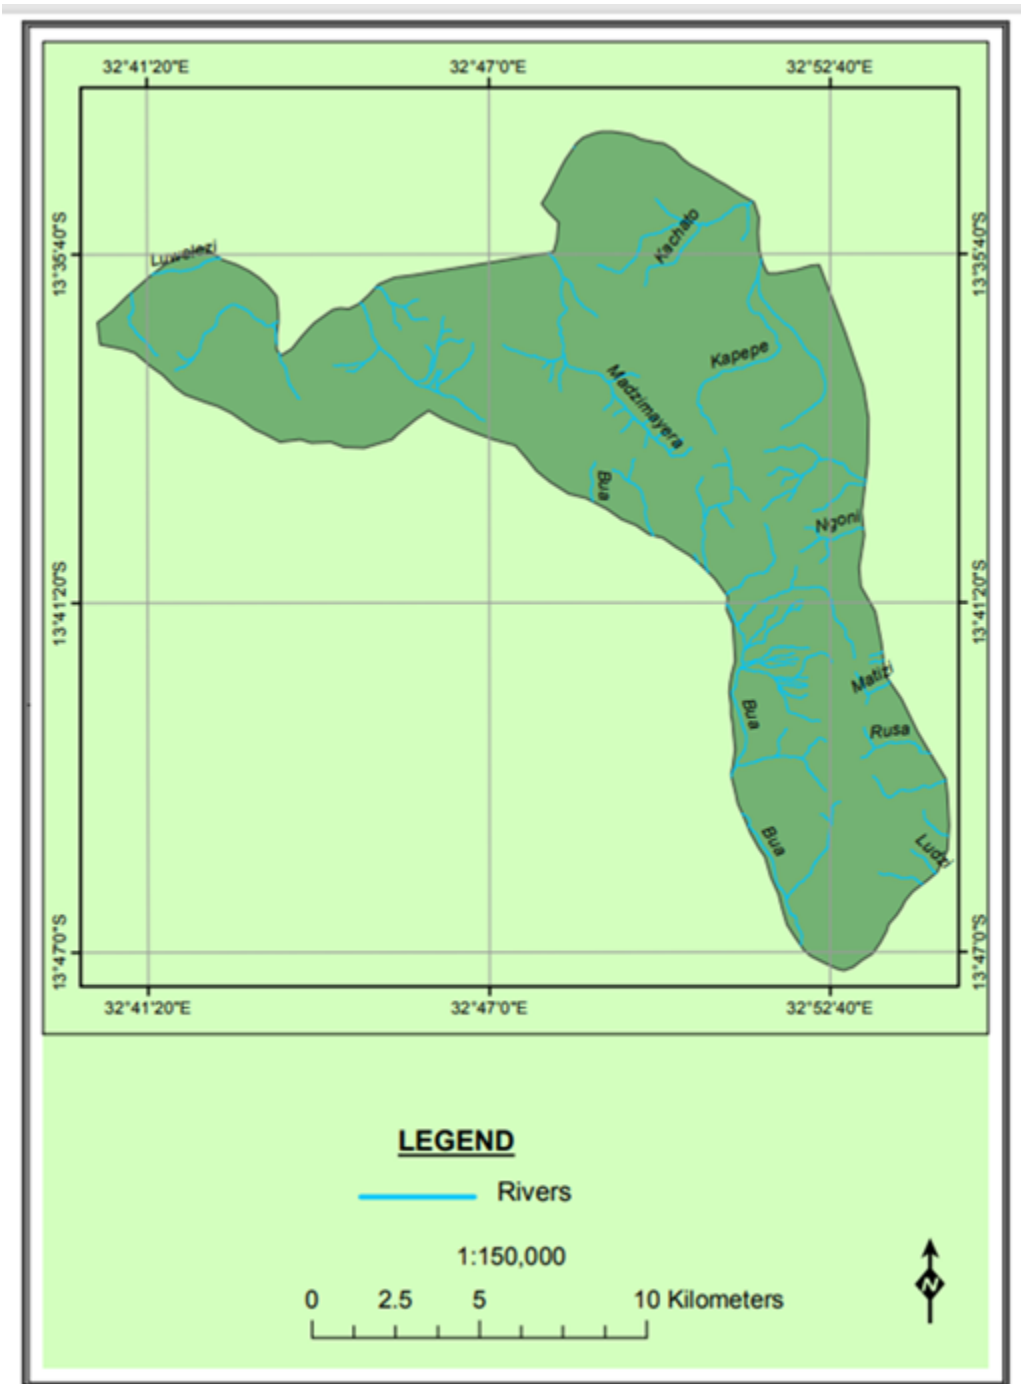 32°41'20"E 32°47'0"E 32°52'40"E
13°35'40"S
13°35'40"S
Kachato
Luwelezi
Kapepe
Madzimayera
Bua
Ngoni
13°41'20"S
13°41'20"S
Matizi
Bua
Rusa
Bua
Ludzi
13°47'0"S
13°47'0"S
32°41'20"E 32°47'0"E 32°52'40"E
LEGEND
Rivers
1:150,000
0 2.5 5 10 Kilometers
N